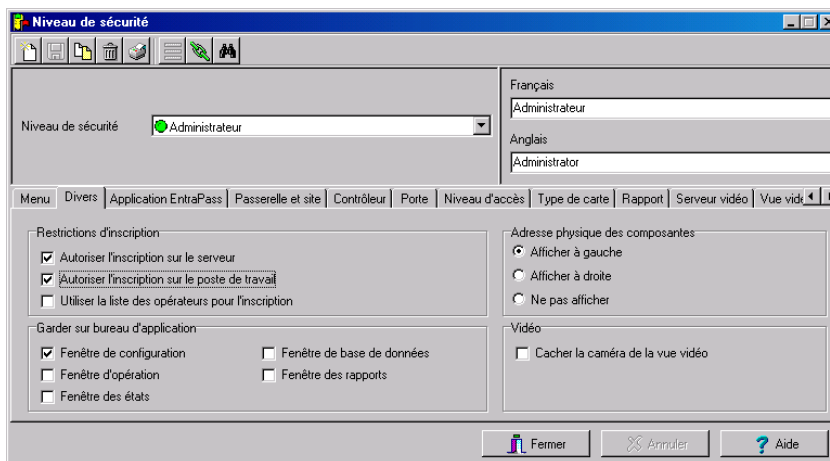 Niveau de sécurité
Français
Administrateur
Niveau de sécurité
Administrateur
Anglais
Administrator
Menu Divers Application EntraPass Passerelle et site Contrôleur Porte Niveau d'accès Type de carte Rapport Serveur vidéo Vue vidé
Restrictions d'inscription
Autoriser l'inscription sur le serveur
Autoriser l'inscription sur le poste de travail
Utiliser la liste des opérateurs pour l'inscription
Adresse physique des composantes
Afficher à gauche
Afficher à droite
Ne pas afficher
Garder sur bureau d'application
Fenêtre de configuration
Fenêtre de base de données
Fenêtre d'opération
Fenêtre des rapports
Fenêtre des états
Vidéo
Cacher la caméra de la vue vidéo
Fermer Annuler Aide